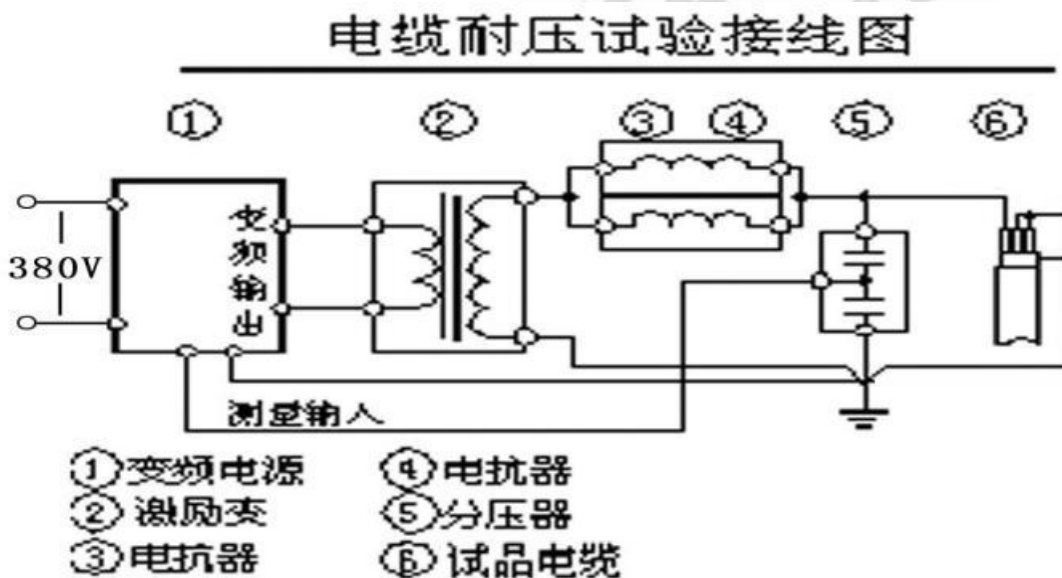 电缆耐压试验接线图
① ② ③ ④ ⑤ ⑥
380V
变频输出
测量输入
①变频电源 ④电抗器
②激励变 ⑤分压器
③电抗器 ⑥试品电缆